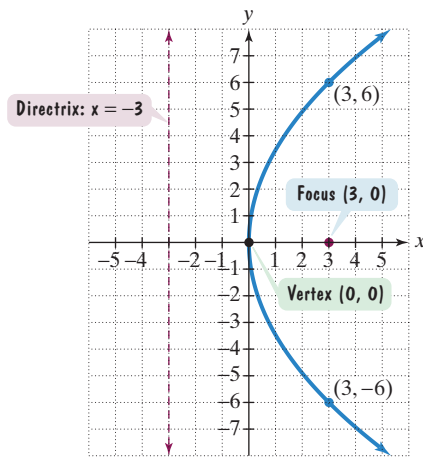 y
7
6
(3, 6)
5
Directrix: x = −3
4
3
2
Focus (3, 0)
1
x
−5 −4 −2 −1 1 2 3 4 5
−1
−2
Vertex (0, 0)
−3
−4
−5
(3, −6)
−6
−7